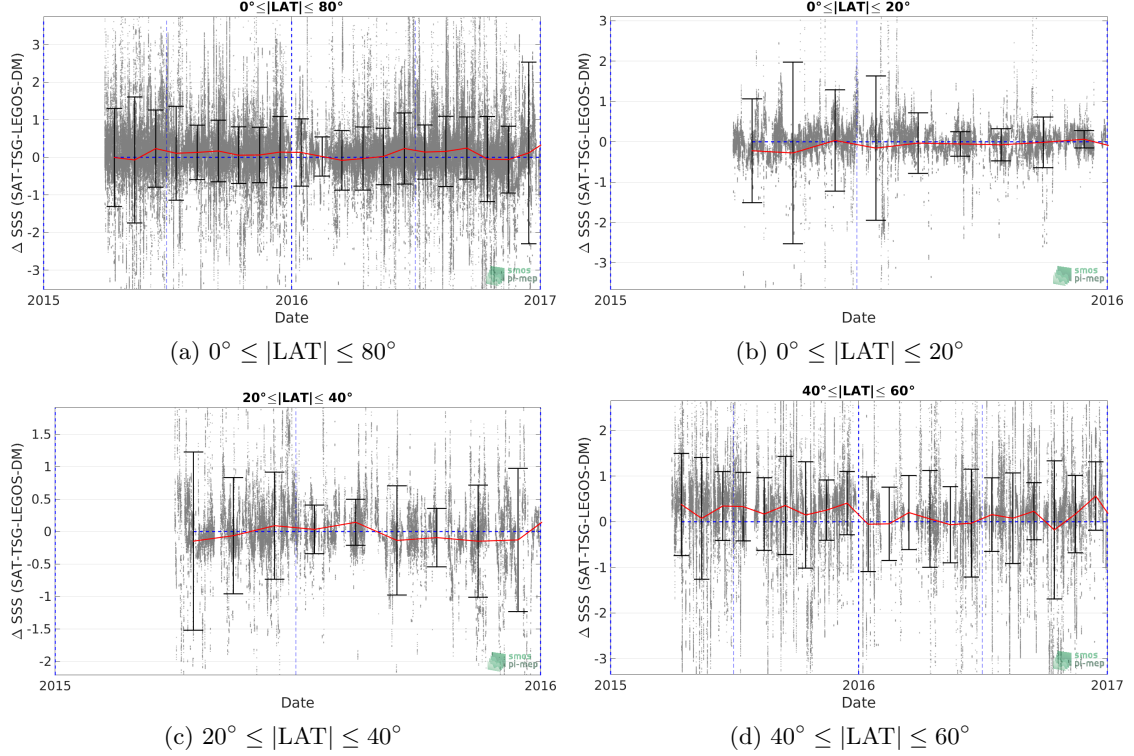 0°≤|LAT|≤ 80°
Δ SSS (SAT-TSG-LEGOS-DM)
3
2
1
0
-1
-2
-3
smos
pi-mep
2015
2016
2017
Date
(a) 0° ≤ |LAT| ≤ 80°
0°≤|LAT|≤ 20°
Δ SSS (SAT-TSG-LEGOS-DM)
3
2
1
0
-1
-2
-3
smos
pi-mep
2015
2016
Date
(b) 0° ≤ |LAT| ≤ 20°
20°≤|LAT|≤ 40°
Δ SSS (SAT-TSG-LEGOS-DM)
1.5
1
0.5
0
-0.5
-1
-1.5
-2
smos
pi-mep
2015
2016
Date
(c) 20° ≤ |LAT| ≤ 40°
40°≤|LAT|≤ 60°
Δ SSS (SAT-TSG-LEGOS-DM)
2
1
0
-1
-2
-3
smos
pi-mep
2015
2016
2017
Date
(d) 40° ≤ |LAT| ≤ 60°